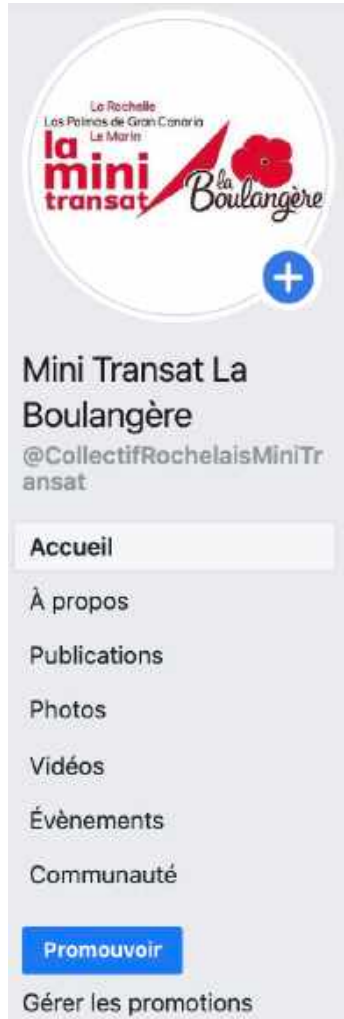 La Rochelle
Las Palmas de Gran Canaria
Le Marin
la
mini
transat
la
Boulangère
Mini Transat La
Boulangère
@CollectifRochelaisMiniTr
ansat
Accueil
À propos
Publications
Photos
Vidéos
Évènements
Communauté
Promouvoir
Gérer les promotions